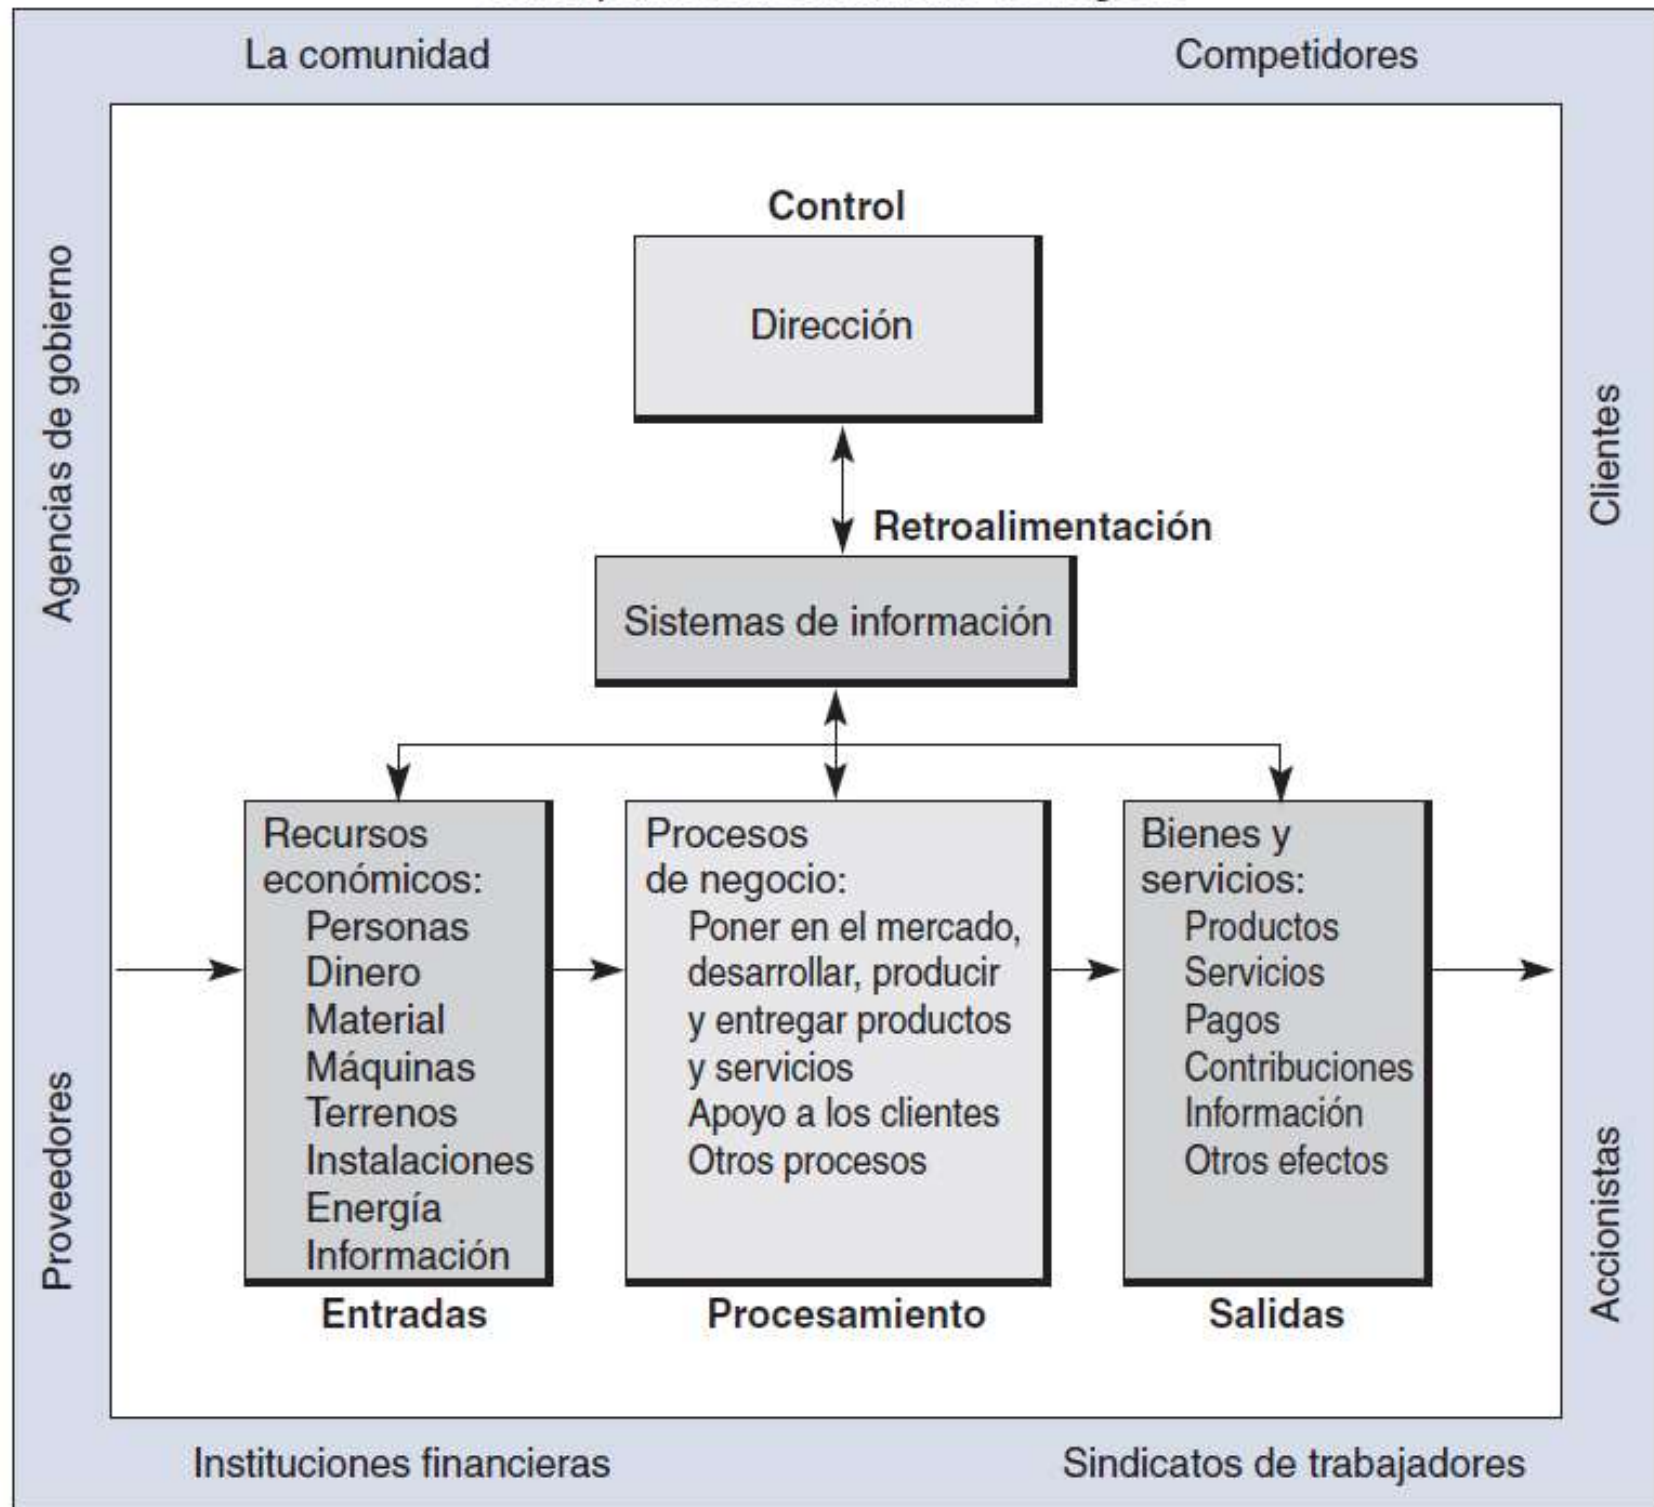 La comunidad
Competidores
Agencias de gobierno
Proveedores
Control
Dirección
Retroalimentación
Sistemas de información
Recursos
económicos:
Personas
Dinero
Material
Máquinas
Terrenos
Instalaciones
Energía
Información
Entradas
Procesos
de negocio:
Poner en el mercado,
desarrollar, producir
y entregar productos
y servicios
Apoyo a los clientes
Otros procesos
Procesamiento
Bienes y
servicios:
Productos
Servicios
Pagos
Contribuciones
Información
Otros efectos
Salidas
Clientes
Accionistas
Instituciones financieras
Sindicatos de trabajadores